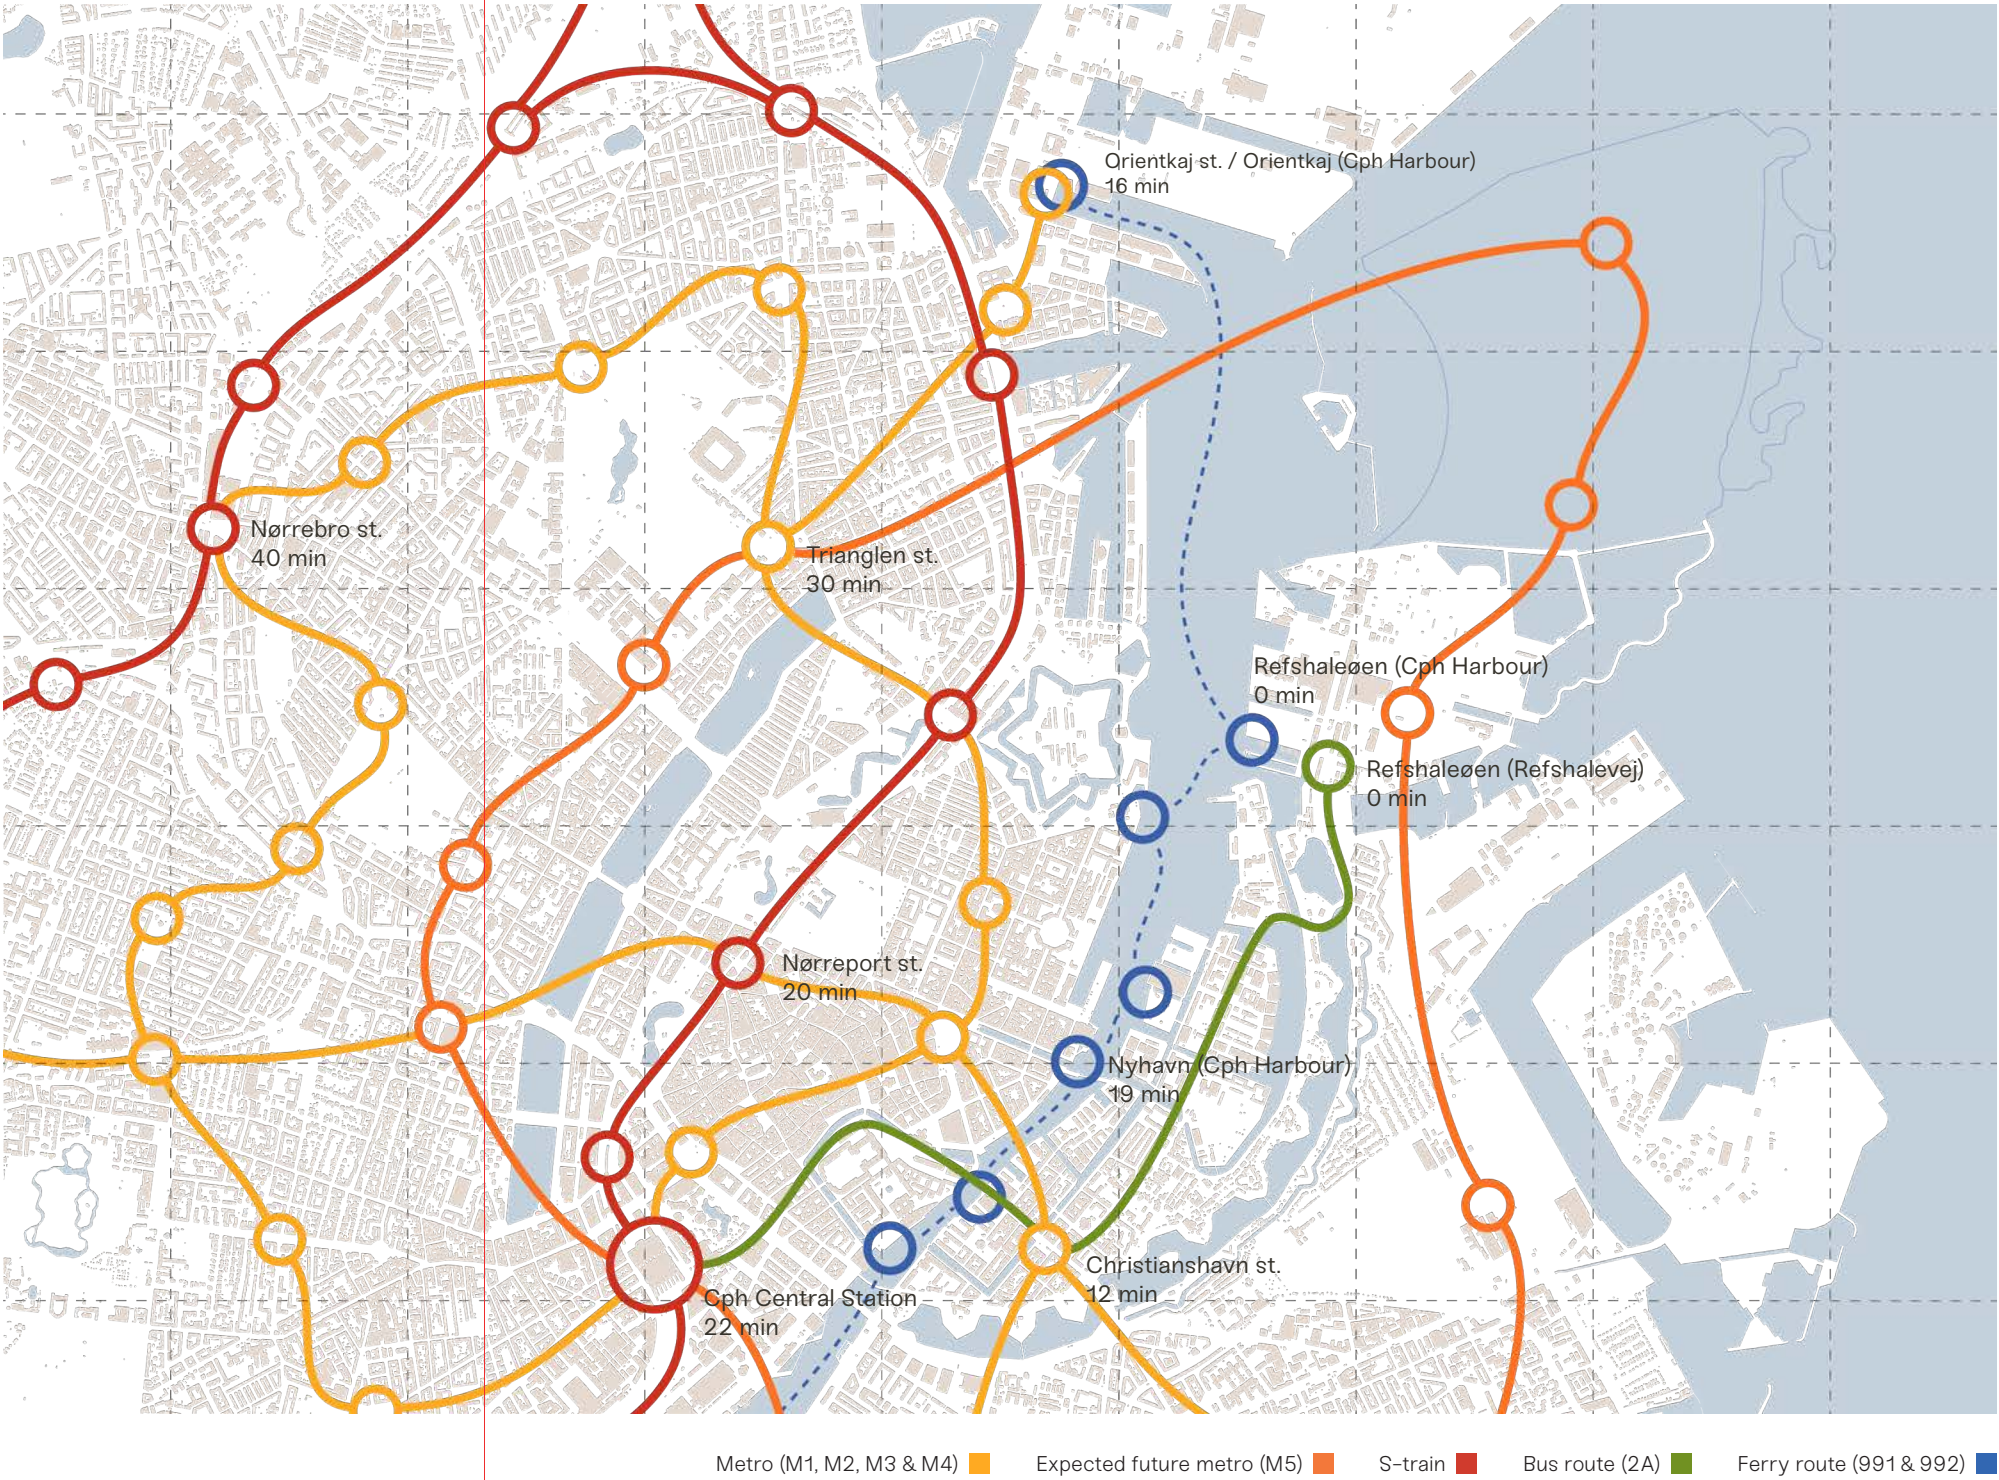 Orientkaj st. / Orientkaj (Cph Harbour)
16 min
Nørrebro st.
40 min
Trianglen st.
30 min
Refshaleøen (Cph Harbour)
0 min
Refshaleøen (Refshalevej)
0 min
Nørreport st.
20 min
Nyhavn (Cph Harbour)
19 min
Christianshavn st.
12 min
Cph Central Station
22 min
Metro (M1, M2, M3 & M4)
Expected future metro (M5)
S-train
Bus route (2A)
Ferry route (991 & 992)